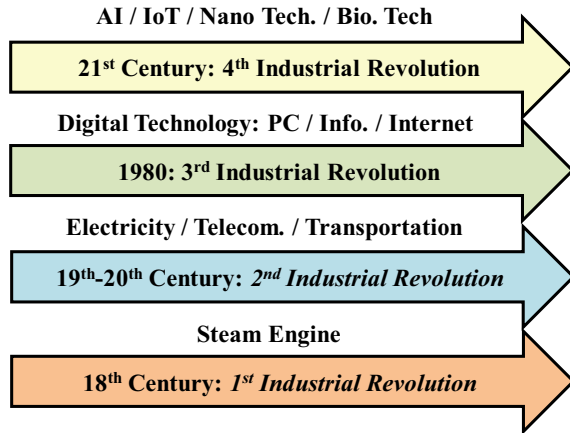 AI / IoT / Nano Tech. / Bio. Tech
21st Century: 4th Industrial Revolution
Digital Technology: PC / Info. / Internet
1980: 3rd Industrial Revolution
Electricity / Telecom. / Transportation
19th-20th Century: 2nd Industrial Revolution
Steam Engine
18th Century: 1st Industrial Revolution